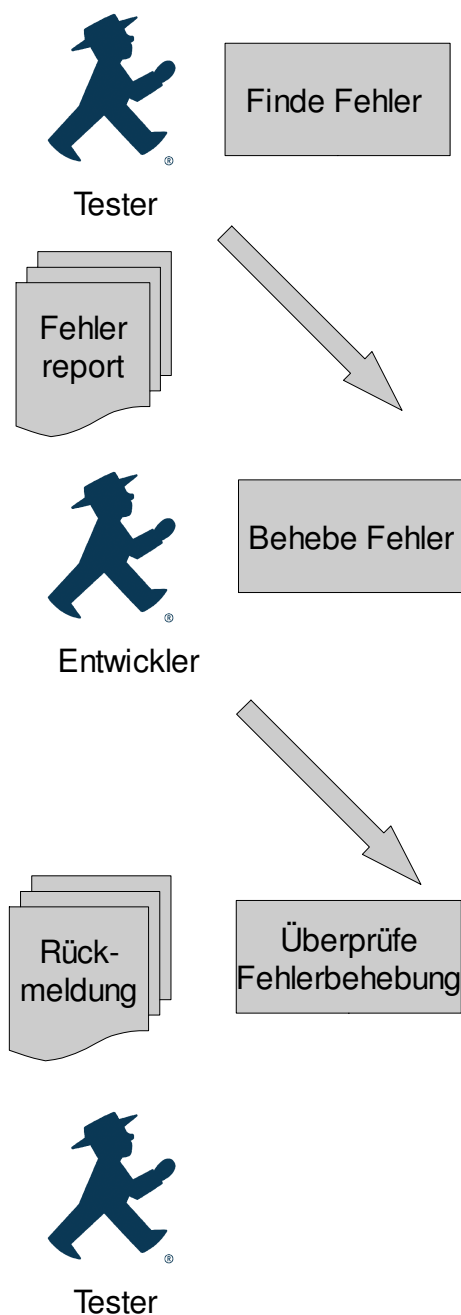 Finde Fehler
®
Tester
Fehler
report
Behebe Fehler
®
Entwickler
Rück-
meldung
Überprüfe
Fehlerbehebung
®
Tester